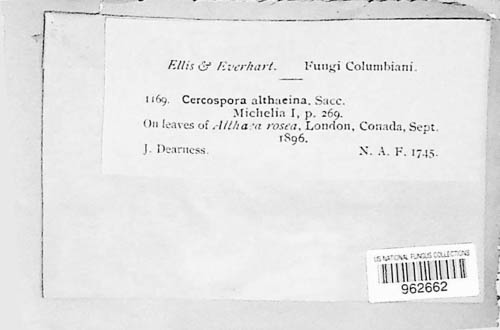 Ellis & Everhart. Fungi Columbiani.
1169. Cercospora althaeina, Sacc.
Michelia I, p. 269.
On leaves of Althaea rosea, London, Canada, Sept.
1896.
J. Dearness. N. A. F. 1745.
US NATIONAL FUNGUS COLLECTIONS
962662